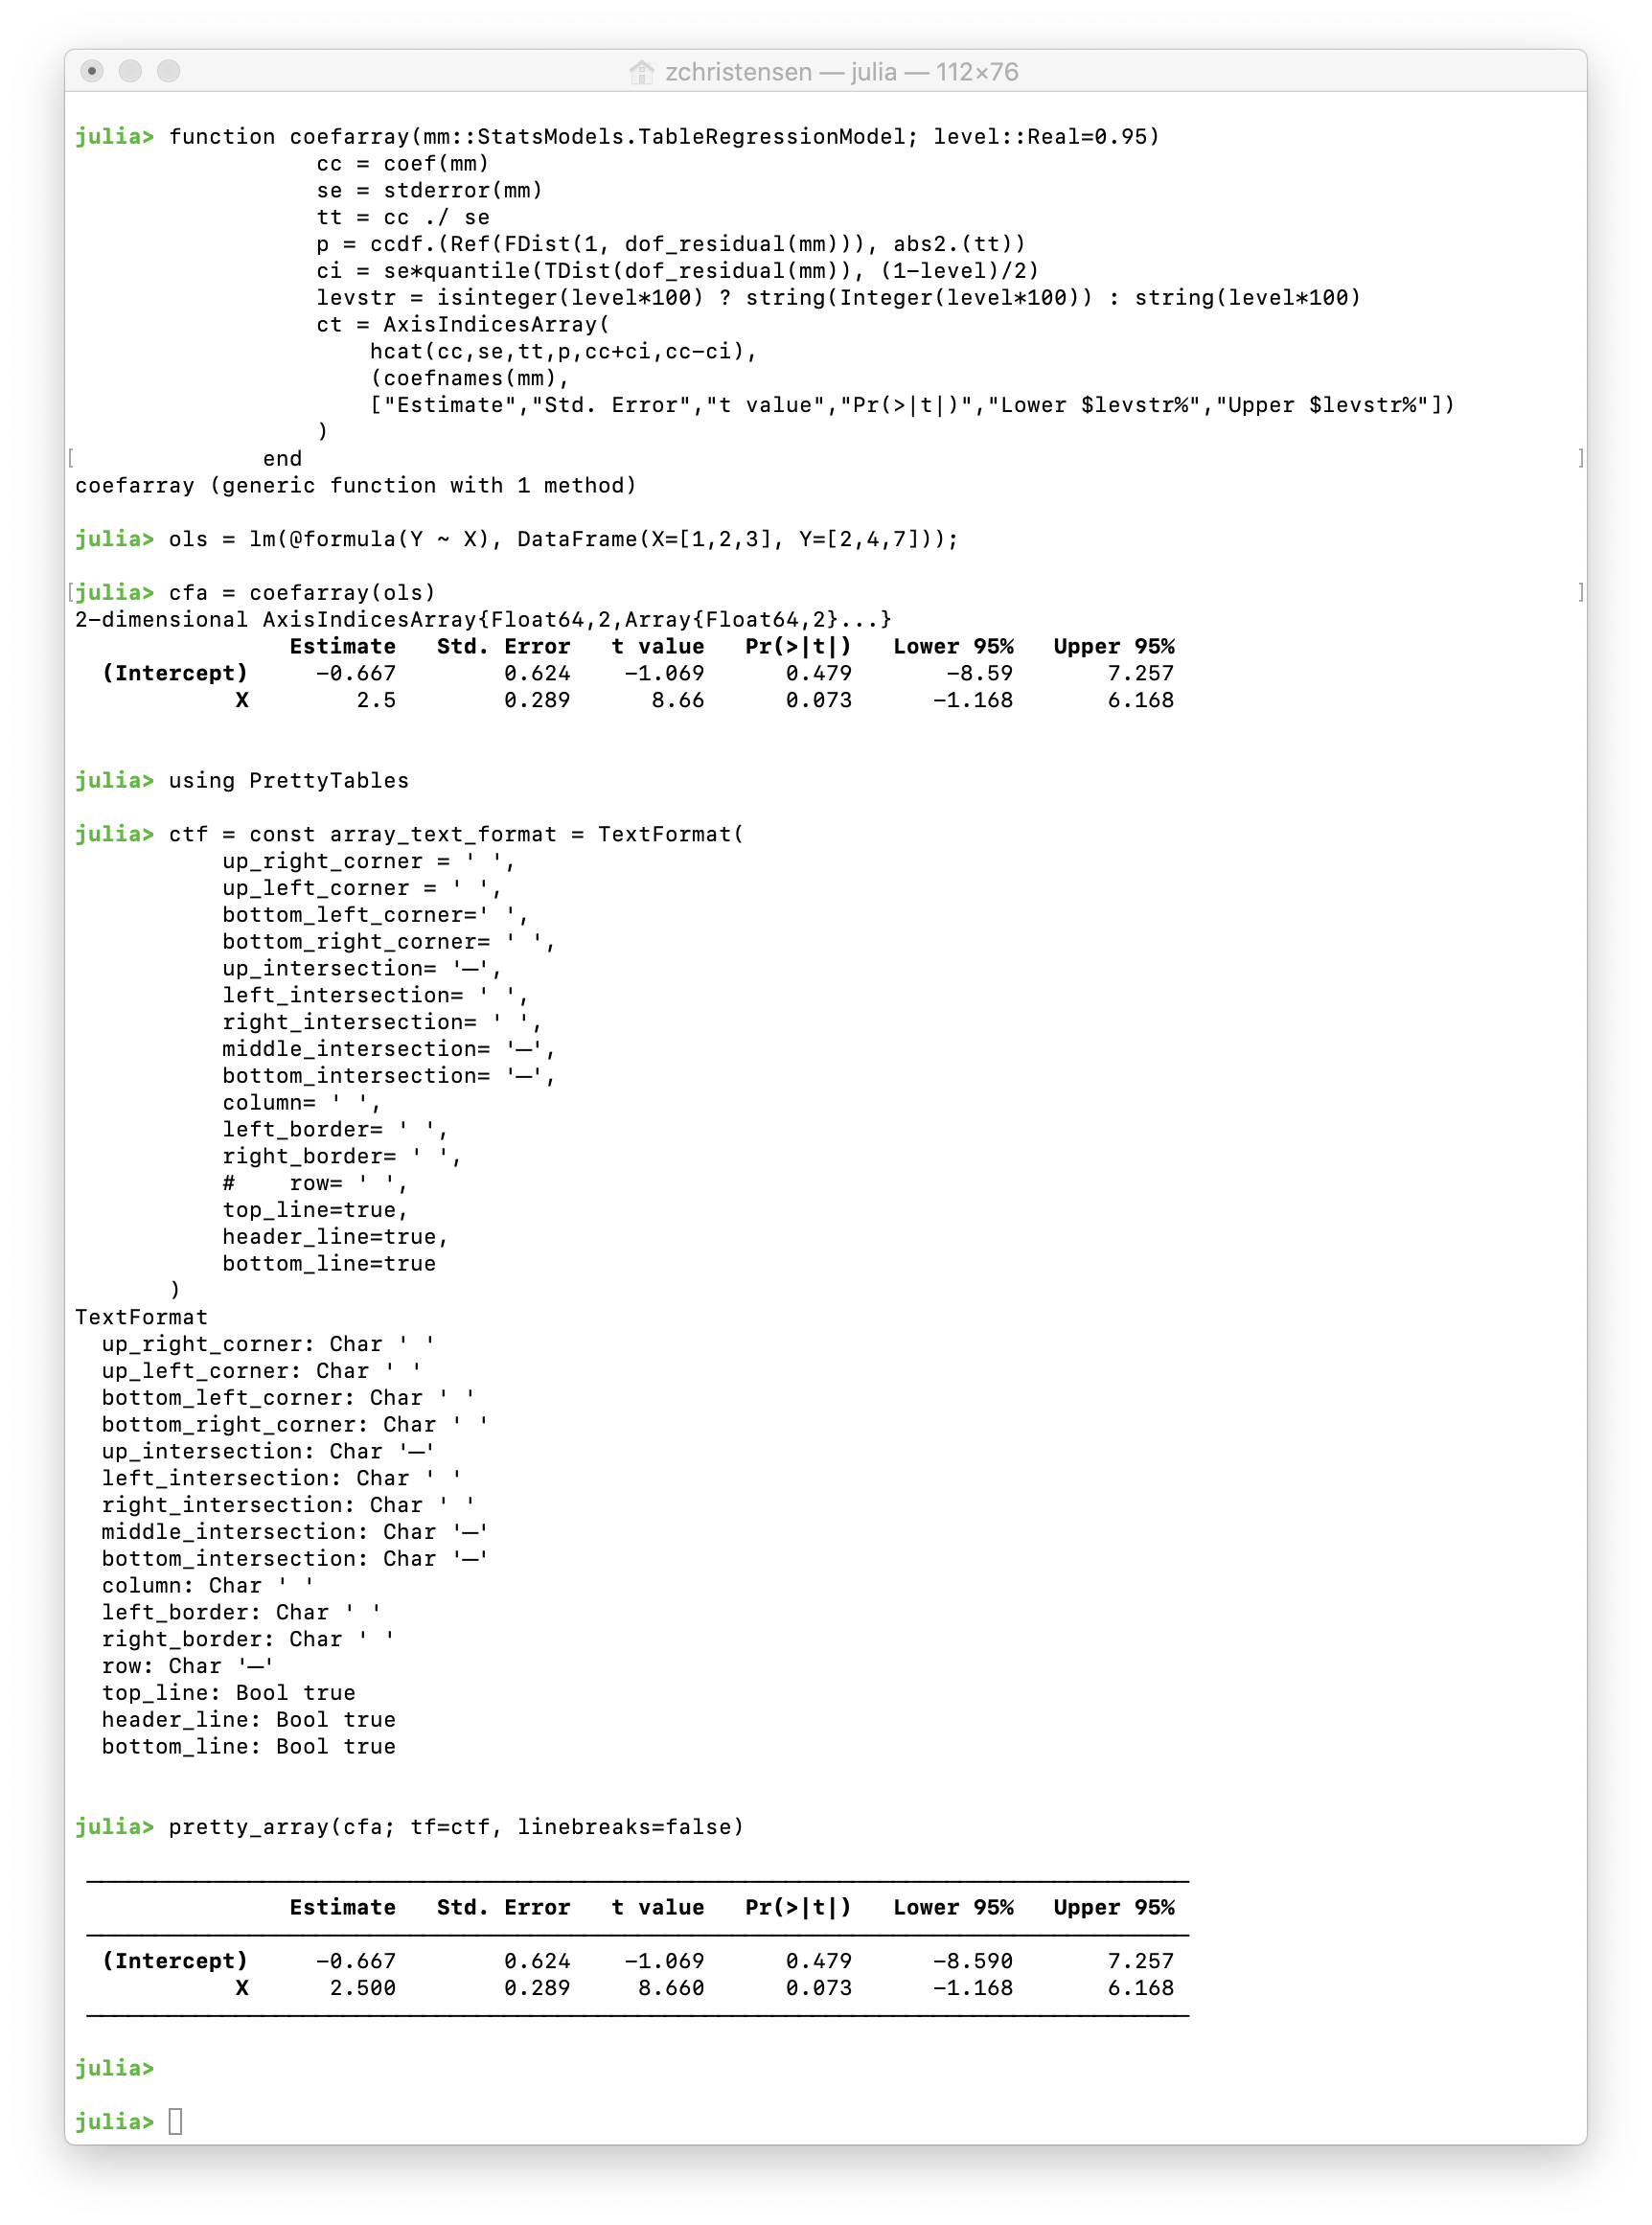 zchristensen — julia — 112×76
julia> function coefarray(mm::StatsModels.TableRegressionModel; level::Real=0.95)
                  cc = coef(mm)
                  se = stderror(mm)
                  tt = cc ./ se
                  p = ccdf.(Ref(FDist(1, dof_residual(mm))), abs2.(tt))
                  ci = se*quantile(TDist(dof_residual(mm)), (1-level)/2)
                  levstr = isinteger(level*100) ? string(Integer(level*100)) : string(level*100)
                  ct = AxisIndicesArray(
                      hcat(cc,se,tt,p,cc+ci,cc-ci),
                      (coefnames(mm),
                      ["Estimate","Std. Error","t value","Pr(>|t|)","Lower $levstr%","Upper $levstr%"])
                  )
[              end                                                                                               ]
coefarray (generic function with 1 method)

julia> ols = lm(@formula(Y ~ X), DataFrame(X=[1,2,3], Y=[2,4,7]));

[julia> cfa = coefarray(ols)                                                                                      ]
2-dimensional AxisIndicesArray{Float64,2,Array{Float64,2}...}
                Estimate   Std. Error   t value   Pr(>|t|)   Lower 95%   Upper 95%
  (Intercept)     -0.667        0.624    -1.069      0.479       -8.59       7.257
            X        2.5        0.289      8.66      0.073      -1.168       6.168


julia> using PrettyTables

julia> ctf = const array_text_format = TextFormat(
           up_right_corner = ' ',
           up_left_corner = ' ',
           bottom_left_corner=' ',
           bottom_right_corner= ' ',
           up_intersection= '─',
           left_intersection= ' ',
           right_intersection= ' ',
           middle_intersection= '─',
           bottom_intersection= '─',
           column= ' ',
           left_border= ' ',
           right_border= ' ',
           #    row= ' ',
           top_line=true,
           header_line=true,
           bottom_line=true
       )
TextFormat
  up_right_corner: Char ' '
  up_left_corner: Char ' '
  bottom_left_corner: Char ' '
  bottom_right_corner: Char ' '
  up_intersection: Char '─'
  left_intersection: Char ' '
  right_intersection: Char ' '
  middle_intersection: Char '─'
  bottom_intersection: Char '─'
  column: Char ' '
  left_border: Char ' '
  right_border: Char ' '
  row: Char '─'
  top_line: Bool true
  header_line: Bool true
  bottom_line: Bool true


julia> pretty_array(cfa; tf=ctf, linebreaks=false)

                Estimate   Std. Error   t value   Pr(>|t|)   Lower 95%   Upper 95%
  (Intercept)     -0.667        0.624    -1.069      0.479      -8.590       7.257
            X      2.500        0.289     8.660      0.073      -1.168       6.168

julia>

julia>